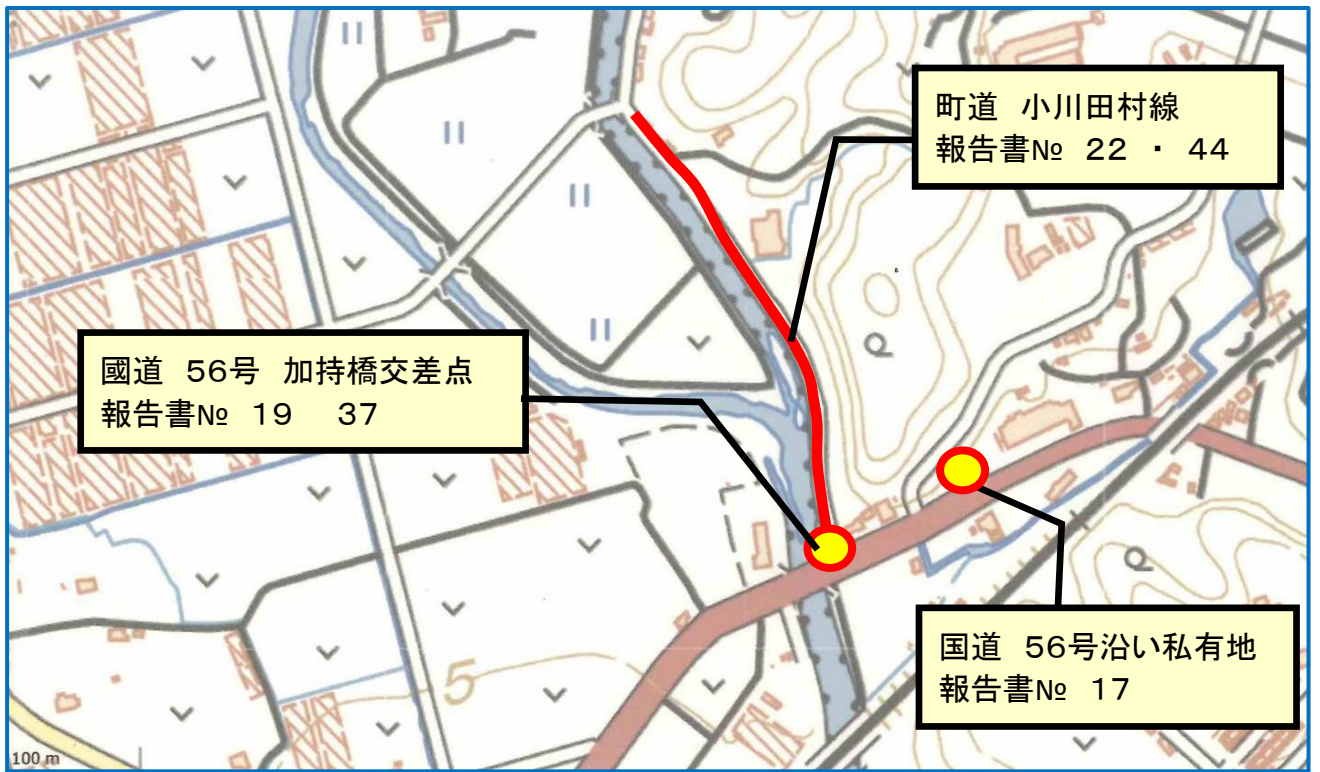 町道 小川田村線
報告書№ 22 ・ 44
國道 56号 加持橋交差点
報告書№ 19 37
国道 56号沿い私有地
報告書№ 17
5
100 m